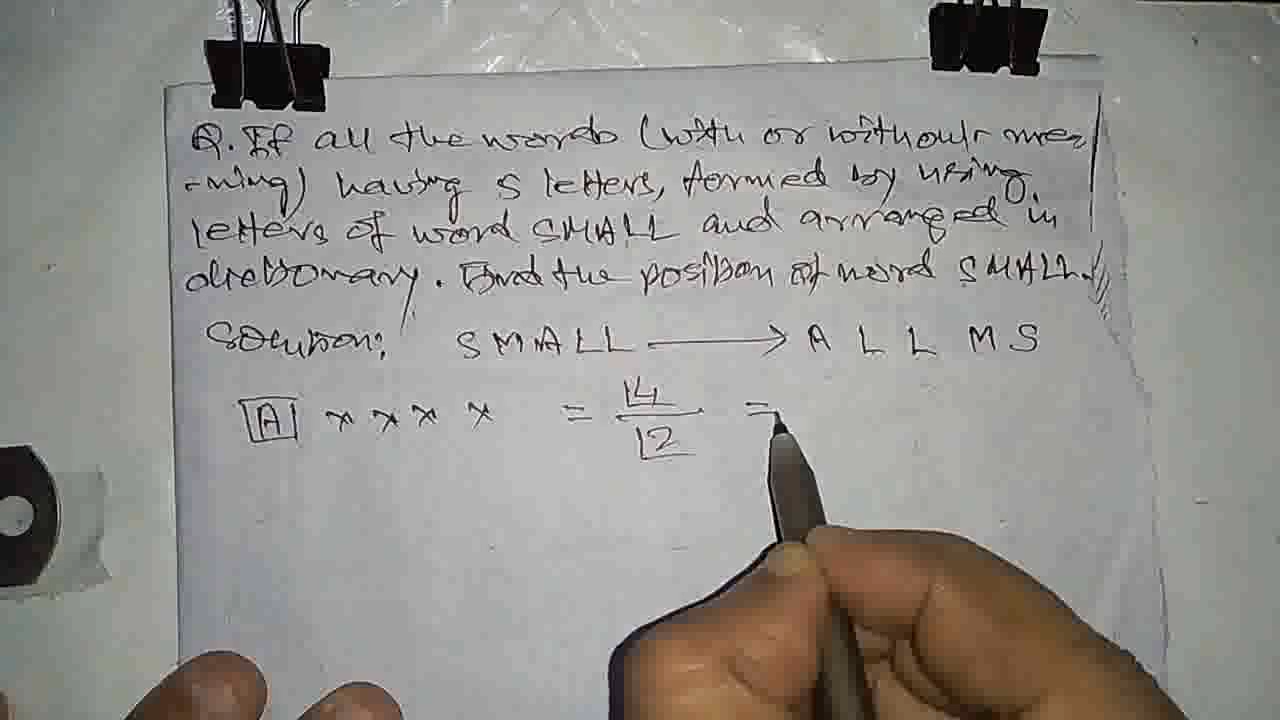 Q. If all the words (with or without mea
-ning) having 5 letters, formed by using
letters of word SMALL and arranged in
dictionary. Find the position of word SMALL.
Solution: SMALL → A L L M S
A × × × × = |4 / |2 =